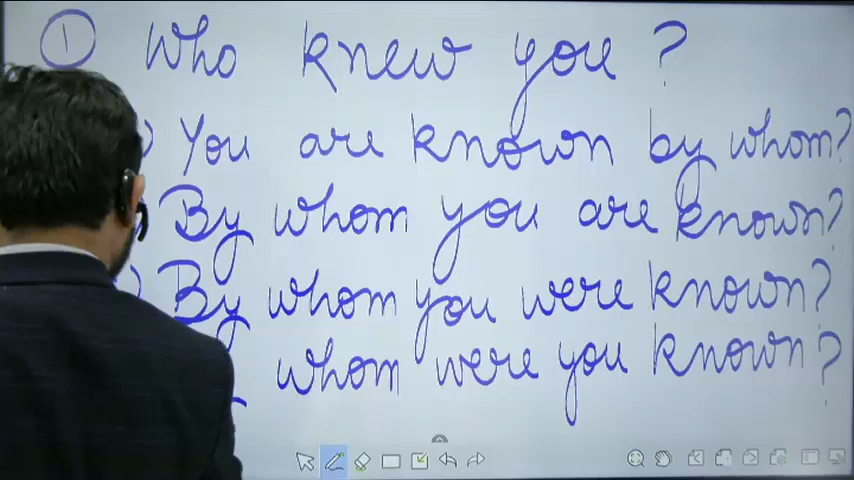 1 Who knew you ?
) You are known by whom?
By whom you are known?
) By whom you were known?
whom were you known?